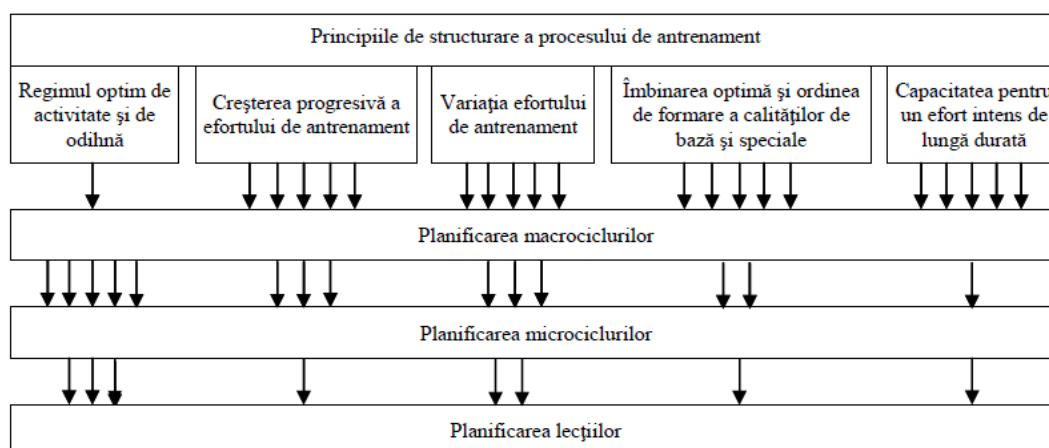 Principiile de structurare a procesului de antrenament
Regimul optim de
activitate şi de
odihnă
Creşterea progresivă a
efortului de antrenament
Variaţia efortului
de antrenament
Îmbinarea optimă şi ordinea
de formare a calităţilor de
bază şi speciale
Capacitatea pentru
un efort intens de
lungă durată
Planificarea macrociclurilor
Planificarea microciclurilor
Planificarea lecţiilor